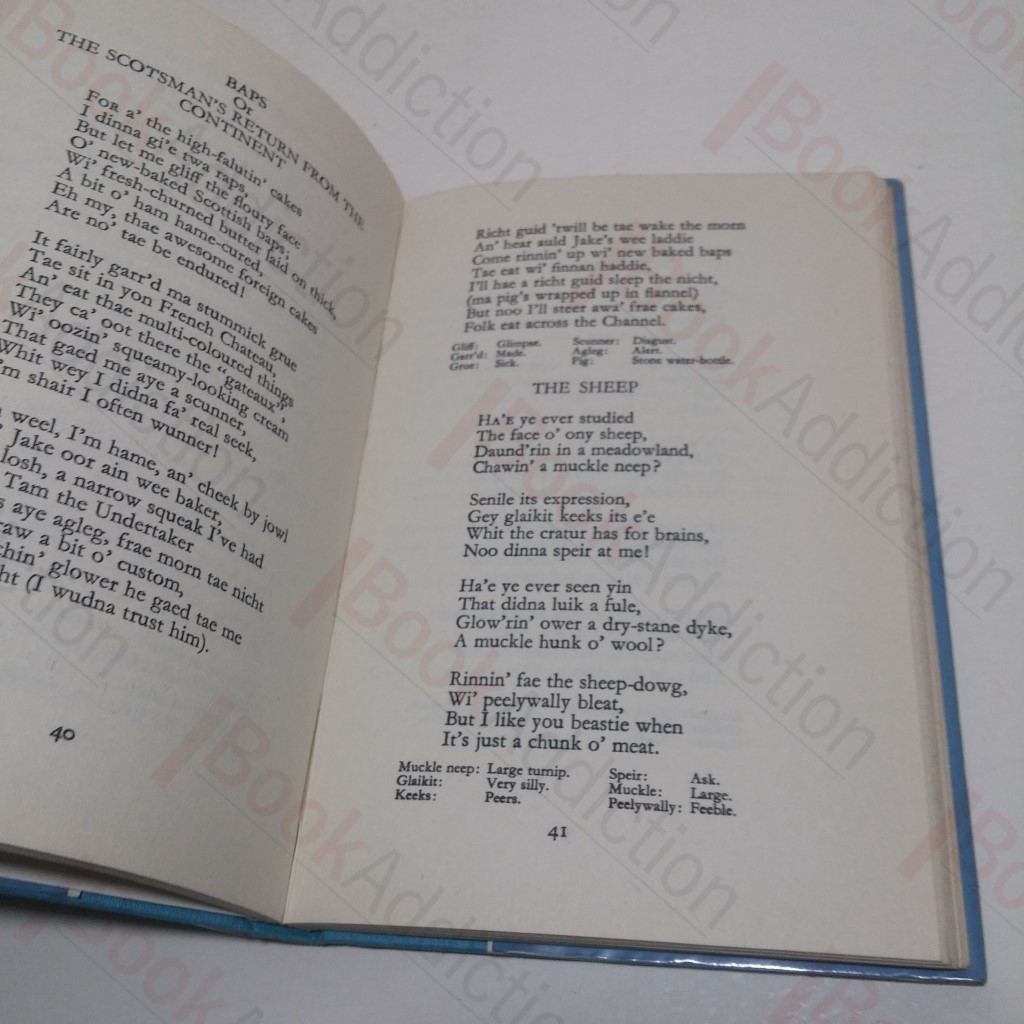 BAPS
Or
THE SCOTSMAN'S RETURN FROM THE
CONTINENT
FOR a' the high-falutin' cakes
I dinna gi'e twa raps,
But let me gliff the floury face
O' new-baked Scottish baps,
Wi' fresh-churned butter laid on thick,
A bit o' ham hame-cured,
Eh my, thae awesome foreign cakes
Are no' tae be endured!
It fairly garr'd ma stummick grue
Tae sit in yon French Chateau,
An' eat thae multi-coloured things
They ca' oot there the "gateaux",
Wi' oozin' squeamy-looking cream
That gaed me aye a scunner,
Whit wey I didna fa' real seek,
I'm shair I often wunner!
weel, I'm hame, an' cheek by jowl
Jake oor ain wee baker,
losh, a narrow squeak I've had
Tam the Undertaker
aye agleg, frae morn tae nicht
a bit o' custom,
glower he gaed tae me
(I wudna trust him).
40
Richt guid 'twill be tae wake the morn
An' hear auld Jake's wee laddie
Come rinnin' up wi' new baked baps
Tae eat wi' finnan haddie,
I'll hae a richt guid sleep the nicht,
(ma pig's wrapped up in flannel)
But noo I'll steer awa' frae cakes,
Folk eat across the Channel.
Gliff: Glimpse. Scunner: Disgust.
Garr'd: Made. Agleg: Alert.
Grue: Sick. Pig: Stone water-bottle.
THE SHEEP
HA'E ye ever studied
The face o' ony sheep,
Daund'rin in a meadowland,
Chawin' a muckle neep?
Senile its expression,
Gey glaikit keeks its e'e
Whit the cratur has for brains,
Noo dinna speir at me!
Ha'e ye ever seen yin
That didna luik a fule,
Glow'rin' ower a dry-stane dyke,
A muckle hunk o' wool?
Rinnin' fae the sheep-dowg,
Wi' peelywally bleat,
But I like you beastie when
It's just a chunk o' meat.
Muckle neep: Large turnip. Speir: Ask.
Glaikit: Very silly. Muckle: Large.
Keeks: Peers. Peelywally: Feeble.
41
Book Addiction